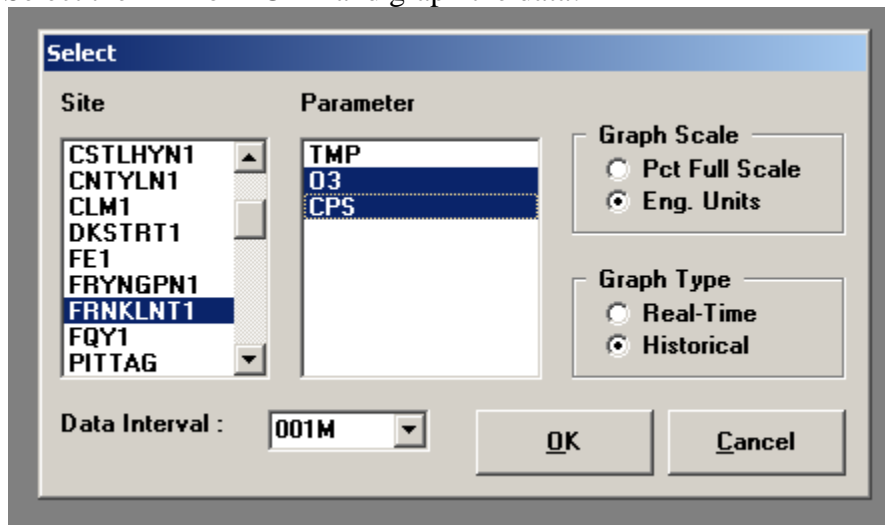 Select
Site
Parameter
CSTLHYN1
CNTYLN1
CLM1
DKSTRT1
FE1
FRYNGPN1
FRNKLNT1
FQY1
PITTAG
TMP
O3
CPS
Graph Scale
Pct Full Scale
Eng. Units
Graph Type
Real-Time
Historical
Data Interval :
001M
OK
Cancel